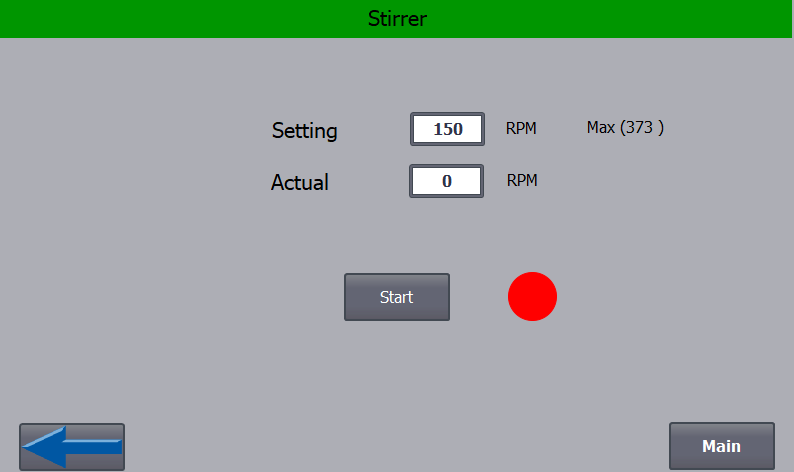 Stirrer
Setting 150 RPM Max (373 )
Actual 0 RPM
Start
Main